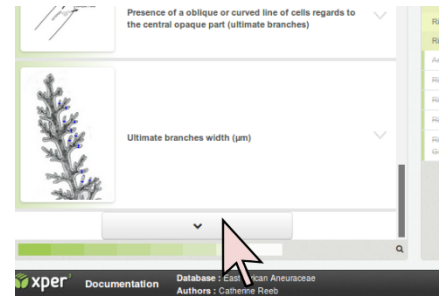 Presence of a oblique or curved line of cells regards to
the central opaque part (ultimate branches)
Ultimate branches width (µm)
xper³
Documentation
Database : East African Aneuraceae
Authors : Catherine Reeb